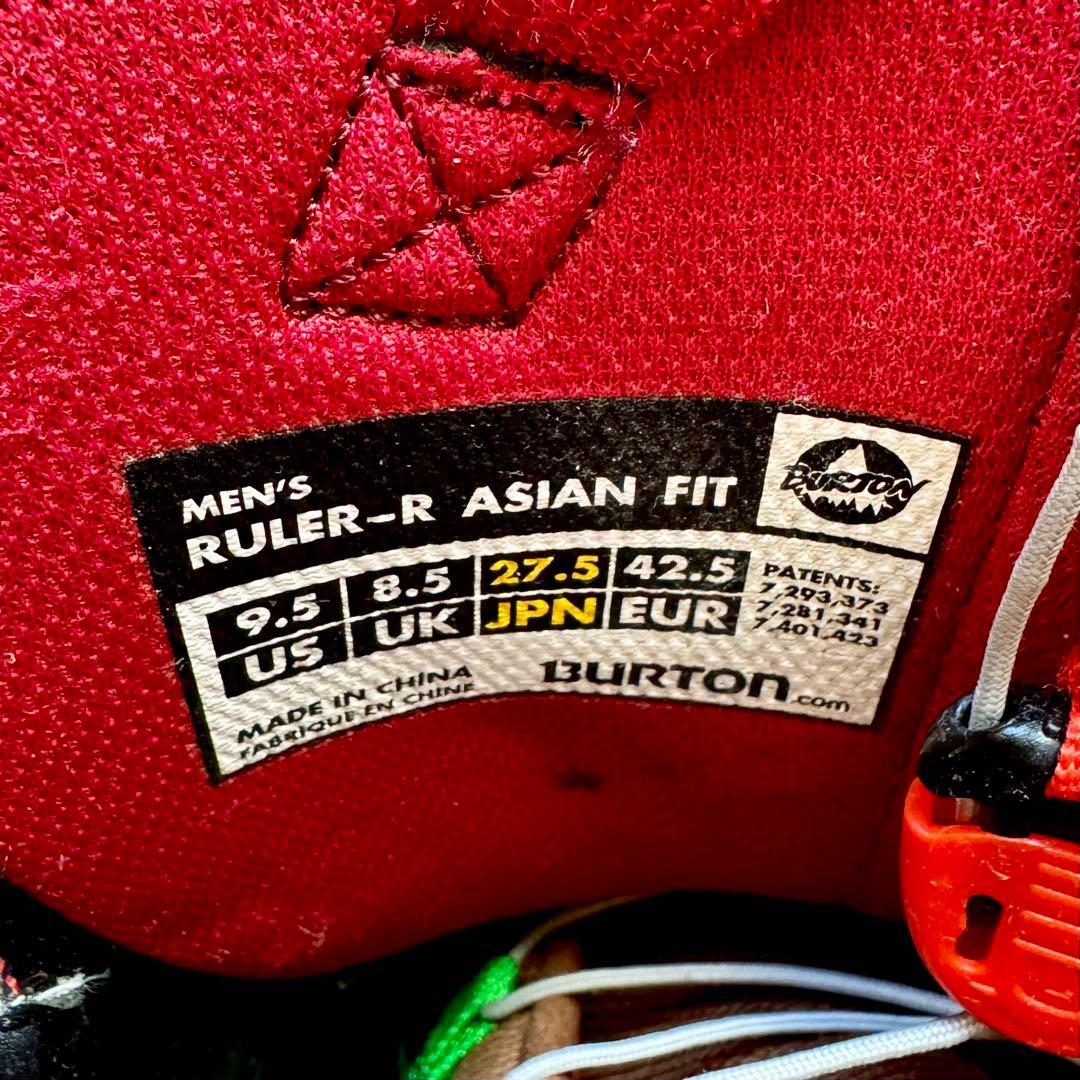 MEN'S
RULER-R ASIAN FIT
BURTON
9.5 8.5 27.5 42.5
US UK JPN EUR
PATENTS:
7,293,373
7,281,341
7,401,423
MADE IN CHINA
FABRIQUE EN CHINE
BURTON.com